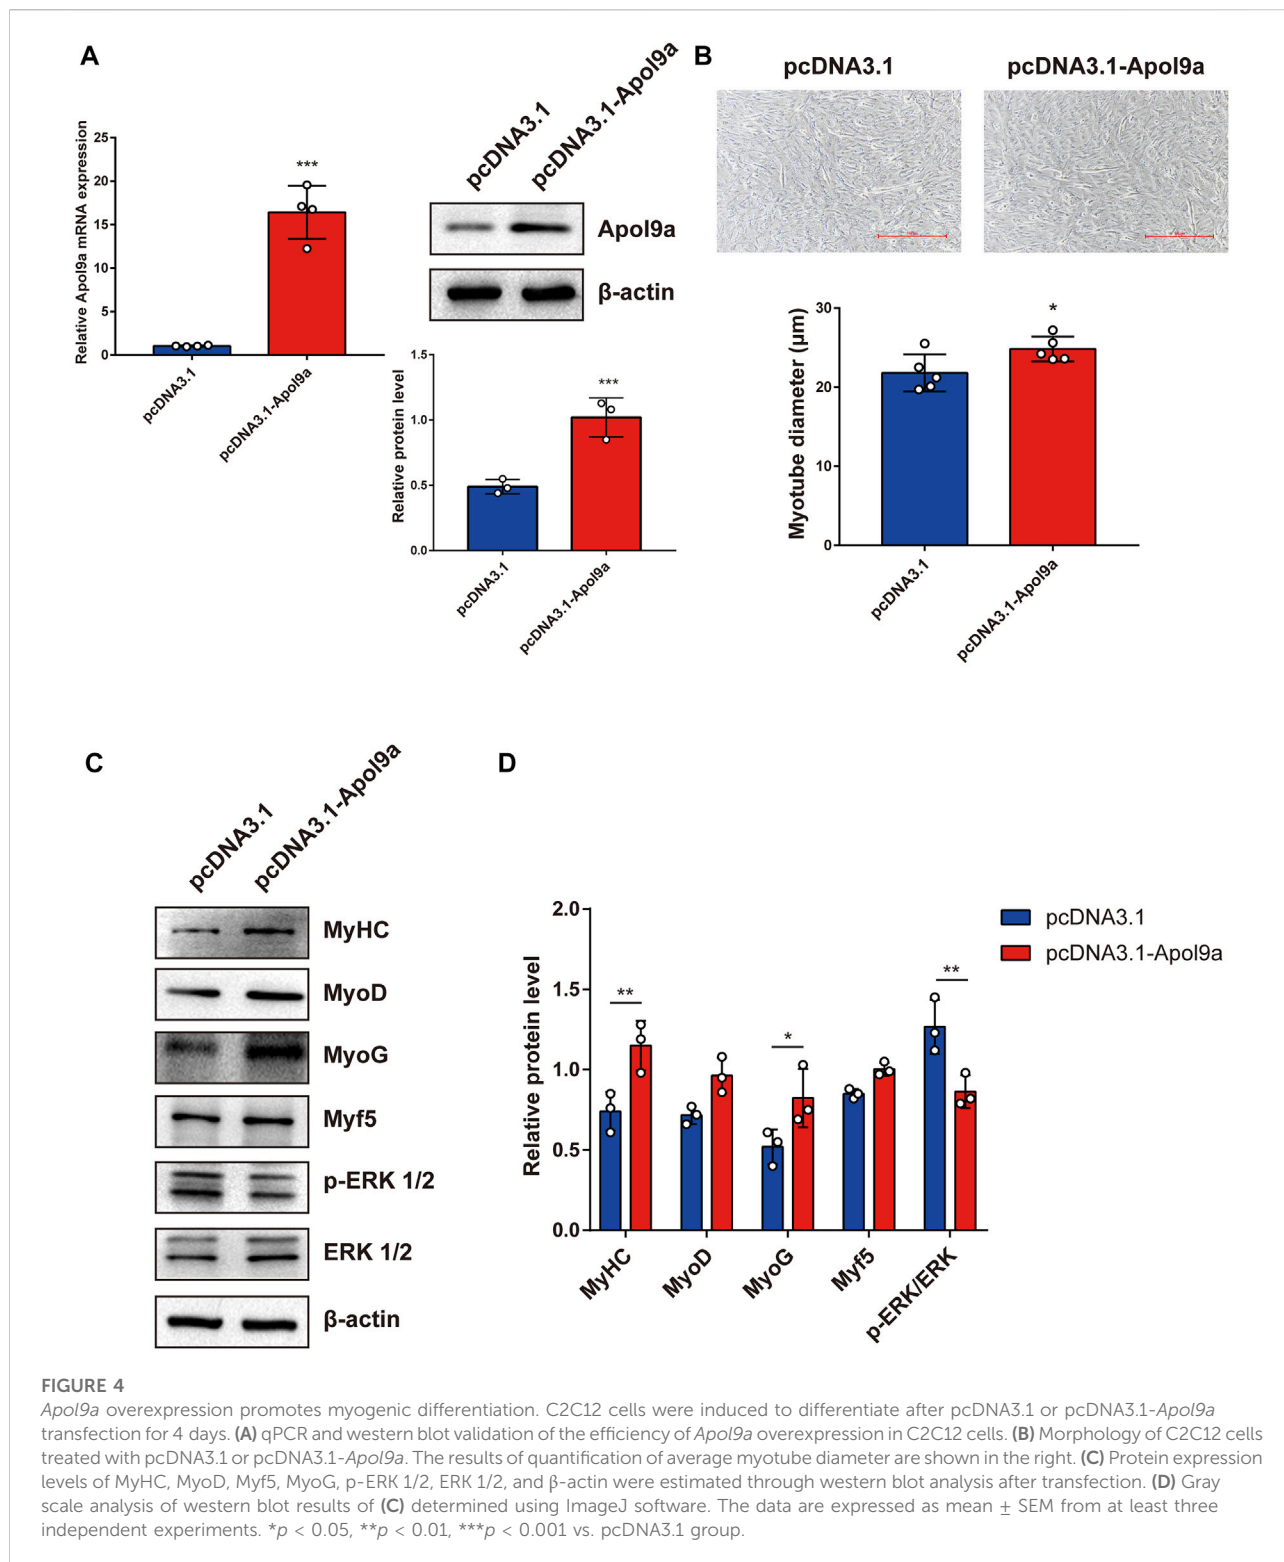 A
Relative Apol9a mRNA expression
25
20
15
10
5
0
***
pcDNA3.1
pcDNA3.1-Apol9a
pcDNA3.1
pcDNA3.1-Apol9a
Apol9a
β-actin
Relative protein level
1.5
1.0
0.5
0.0
***
pcDNA3.1
pcDNA3.1-Apol9a
B
pcDNA3.1
pcDNA3.1-Apol9a
Myotube diameter (μm)
30
20
10
0
*
pcDNA3.1
pcDNA3.1-Apol9a
C
pcDNA3.1
pcDNA3.1-Apol9a
MyHC
MyoD
MyoG
Myf5
p-ERK 1/2
ERK 1/2
β-actin
D
Relative protein level
2.0
1.5
1.0
0.5
0.0
**
*
**
MyHC
MyoD
MyoG
Myf5
p-ERK/ERK
pcDNA3.1
pcDNA3.1-Apol9a
FIGURE 4
Apol9a overexpression promotes myogenic differentiation. C2C12 cells were induced to differentiate after pcDNA3.1 or pcDNA3.1-Apol9a
transfection for 4 days. (A) qPCR and western blot validation of the efficiency of Apol9a overexpression in C2C12 cells. (B) Morphology of C2C12 cells
treated with pcDNA3.1 or pcDNA3.1-Apol9a. The results of quantification of average myotube diameter are shown in the right. (C) Protein expression
levels of MyHC, MyoD, Myf5, MyoG, p-ERK 1/2, ERK 1/2, and β-actin were estimated through western blot analysis after transfection. (D) Gray
scale analysis of western blot results of (C) determined using ImageJ software. The data are expressed as mean ± SEM from at least three
independent experiments. *p < 0.05, **p < 0.01, ***p < 0.001 vs. pcDNA3.1 group.